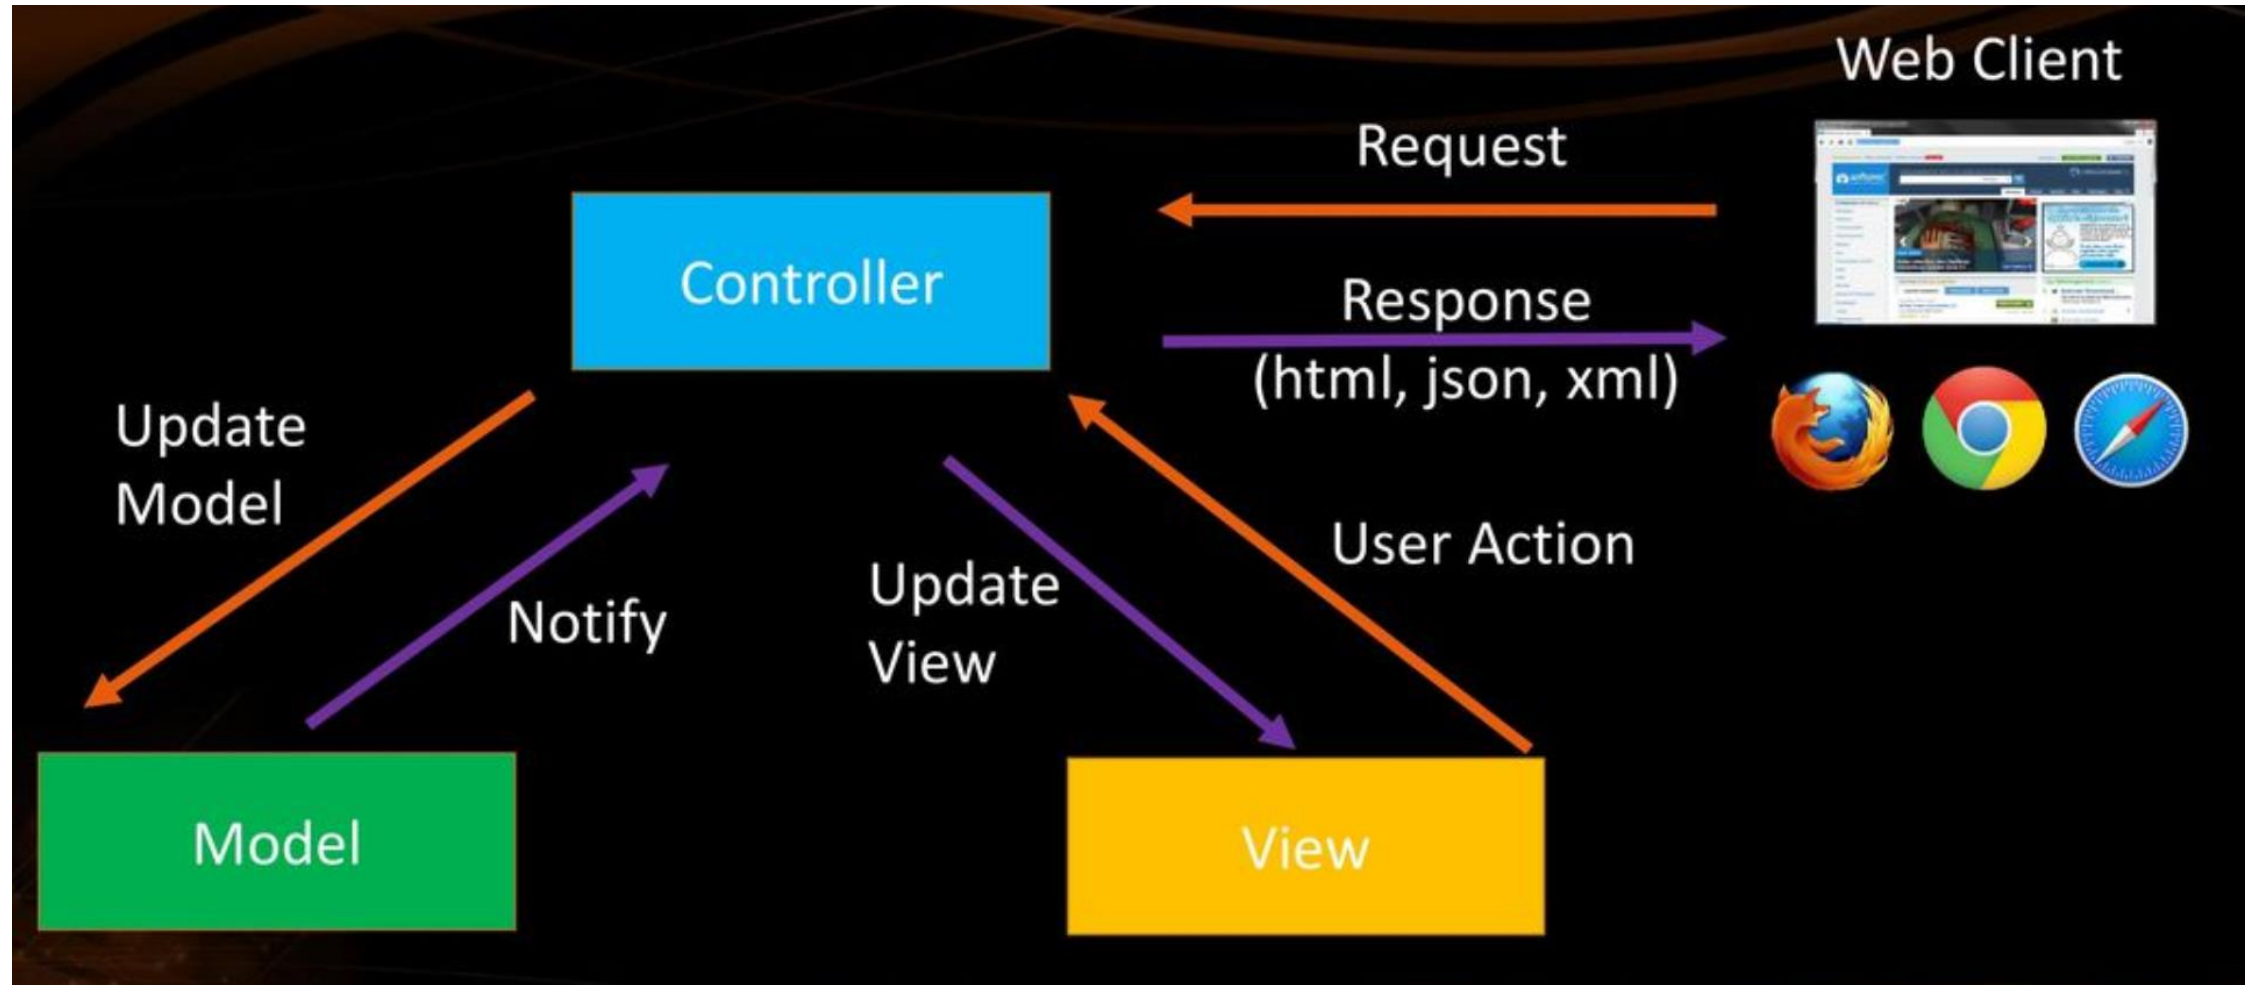 Web Client
Request
Controller
Response
(html, json, xml)
Update
Model
User Action
Notify
Update
View
Model
View